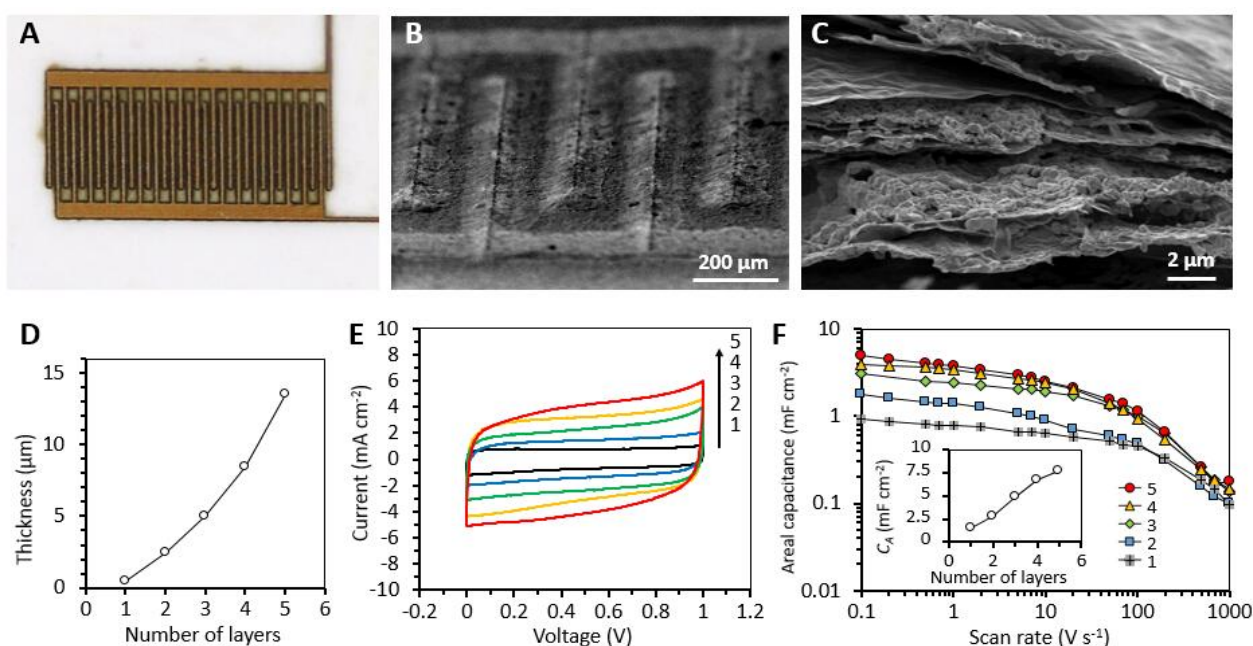 A
B
C
200 µm
2 µm
D
Thickness (µm)
15
10
5
0
0 1 2 3 4 5 6
Number of layers
E
Current (mA cm-2)
10
8
6
4
2
0
-2
-4
-6
-8
-10
-0.2 0 0.2 0.4 0.6 0.8 1 1.2
Voltage (V)
5
4
3
2
1
F
Areal capacitance (mF cm-2)
10
1
0.1
0.01
0.1 1 10 100 1000
Scan rate (V s-1)
CA (mF cm-2)
10
7.5
5
2.5
0
0 2 4 6
Number of layers
5
4
3
2
1